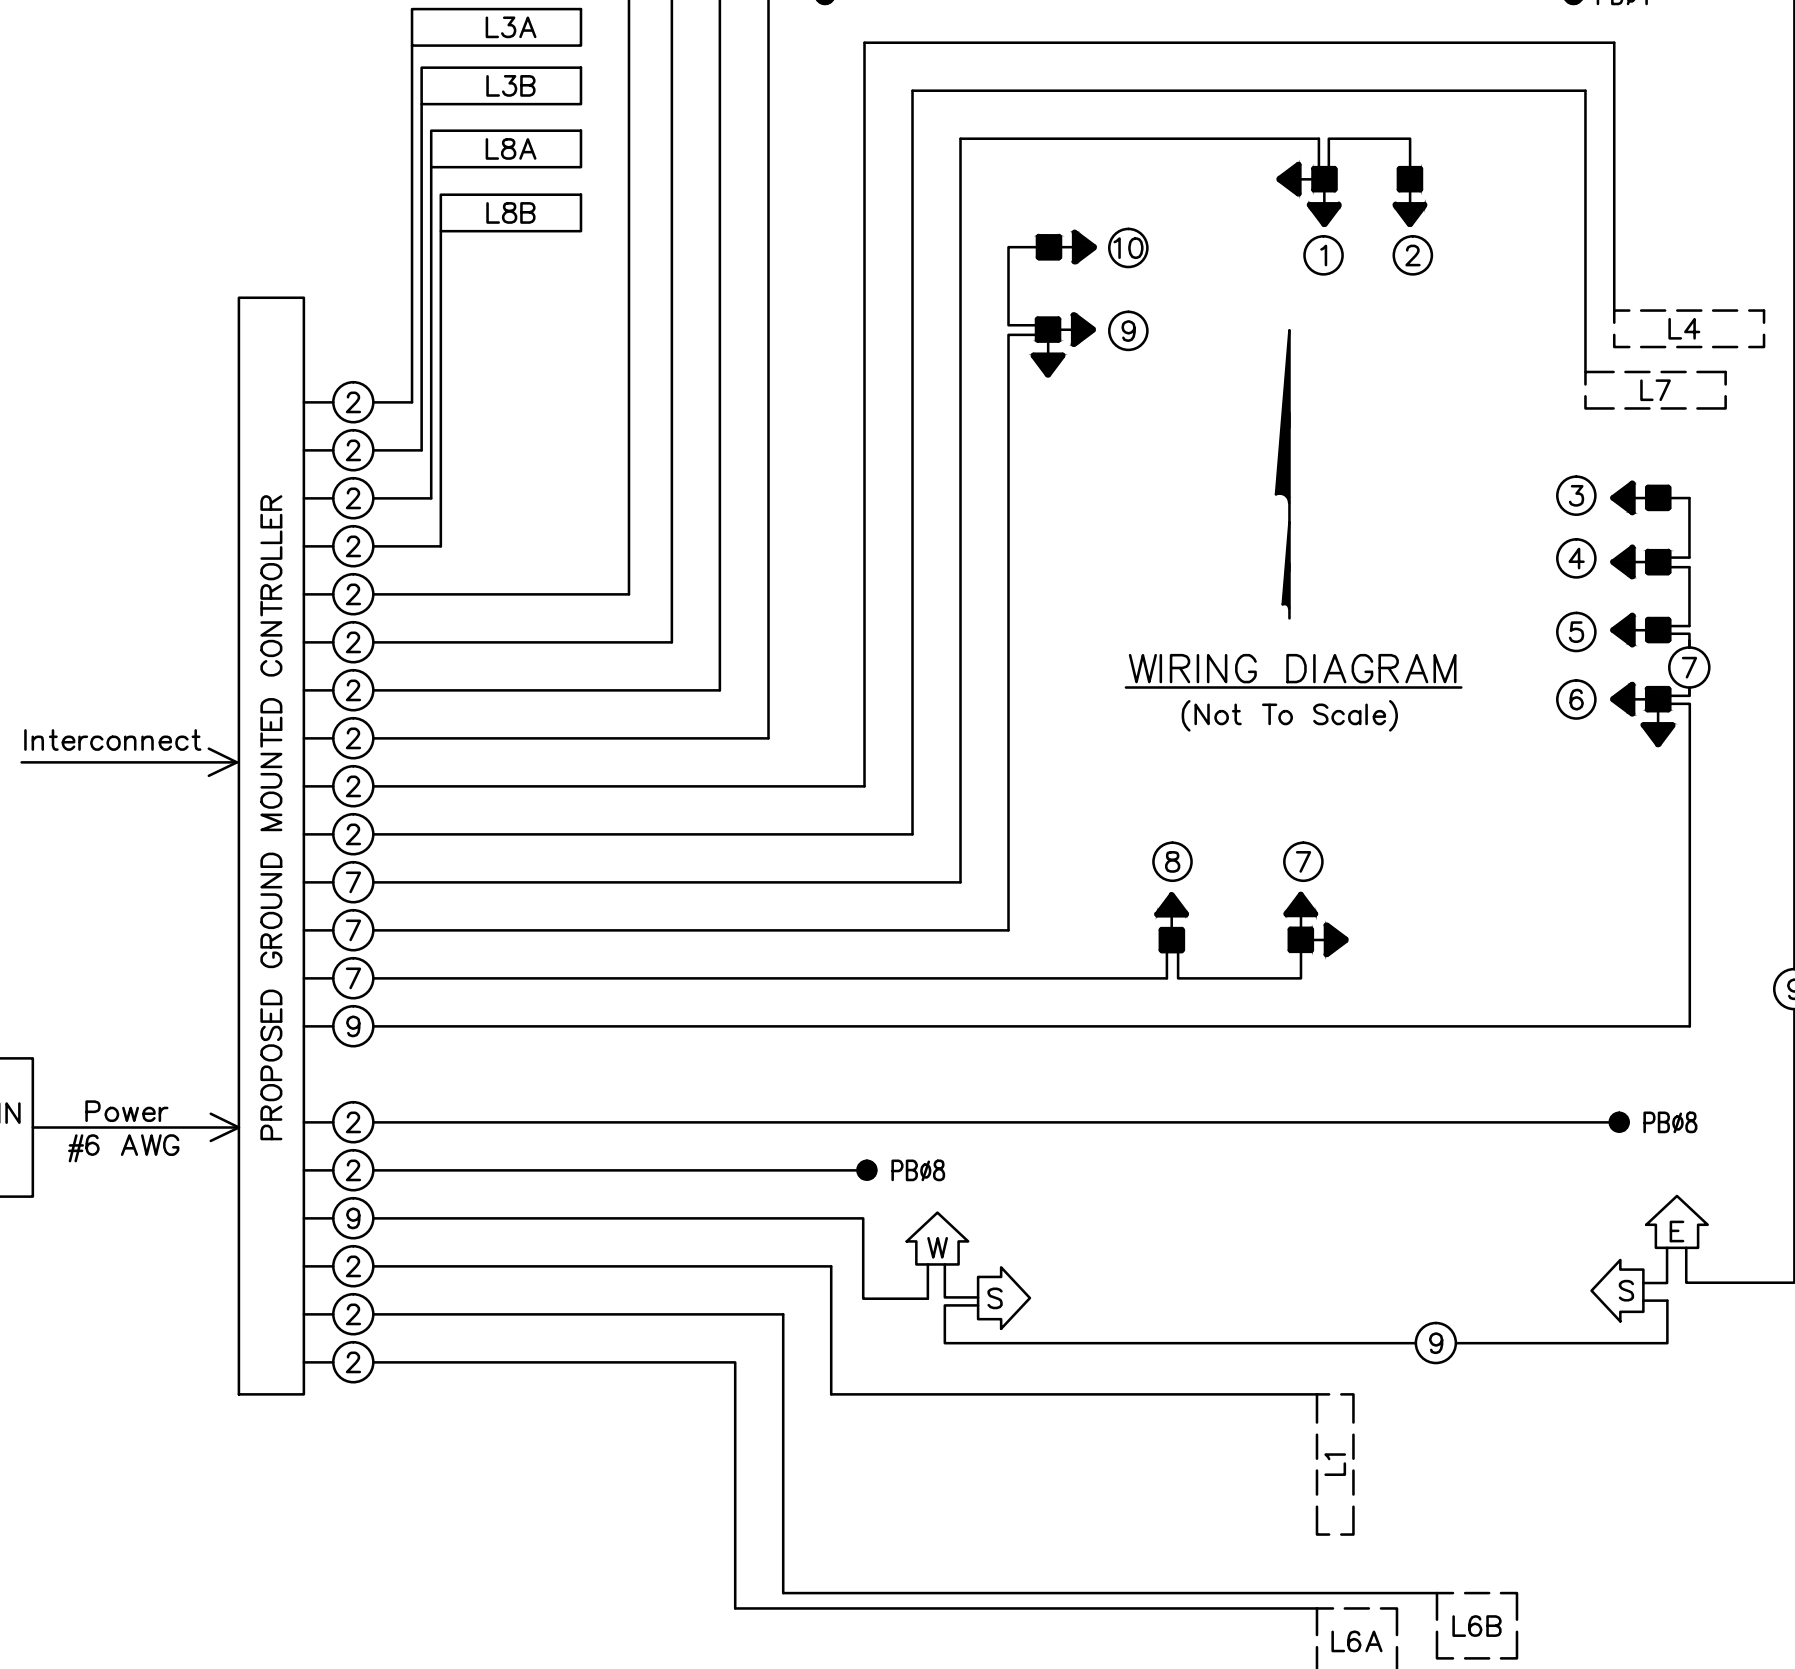 L3A
L3B
L8A
L8B
1
2
10
9
L4
L7
2
2
2
2
2
2
2
2
2
2
7
7
7
9
2
2
9
2
2
2
PROPOSED GROUND MOUNTED CONTROLLER
3
4
5
7
6
WIRING DIAGRAM
(Not To Scale)
Interconnect
8
7
IN
Power
#6 AWG
PBø8
PBø8
W
S
E
S
9
L1
L6B
L6A